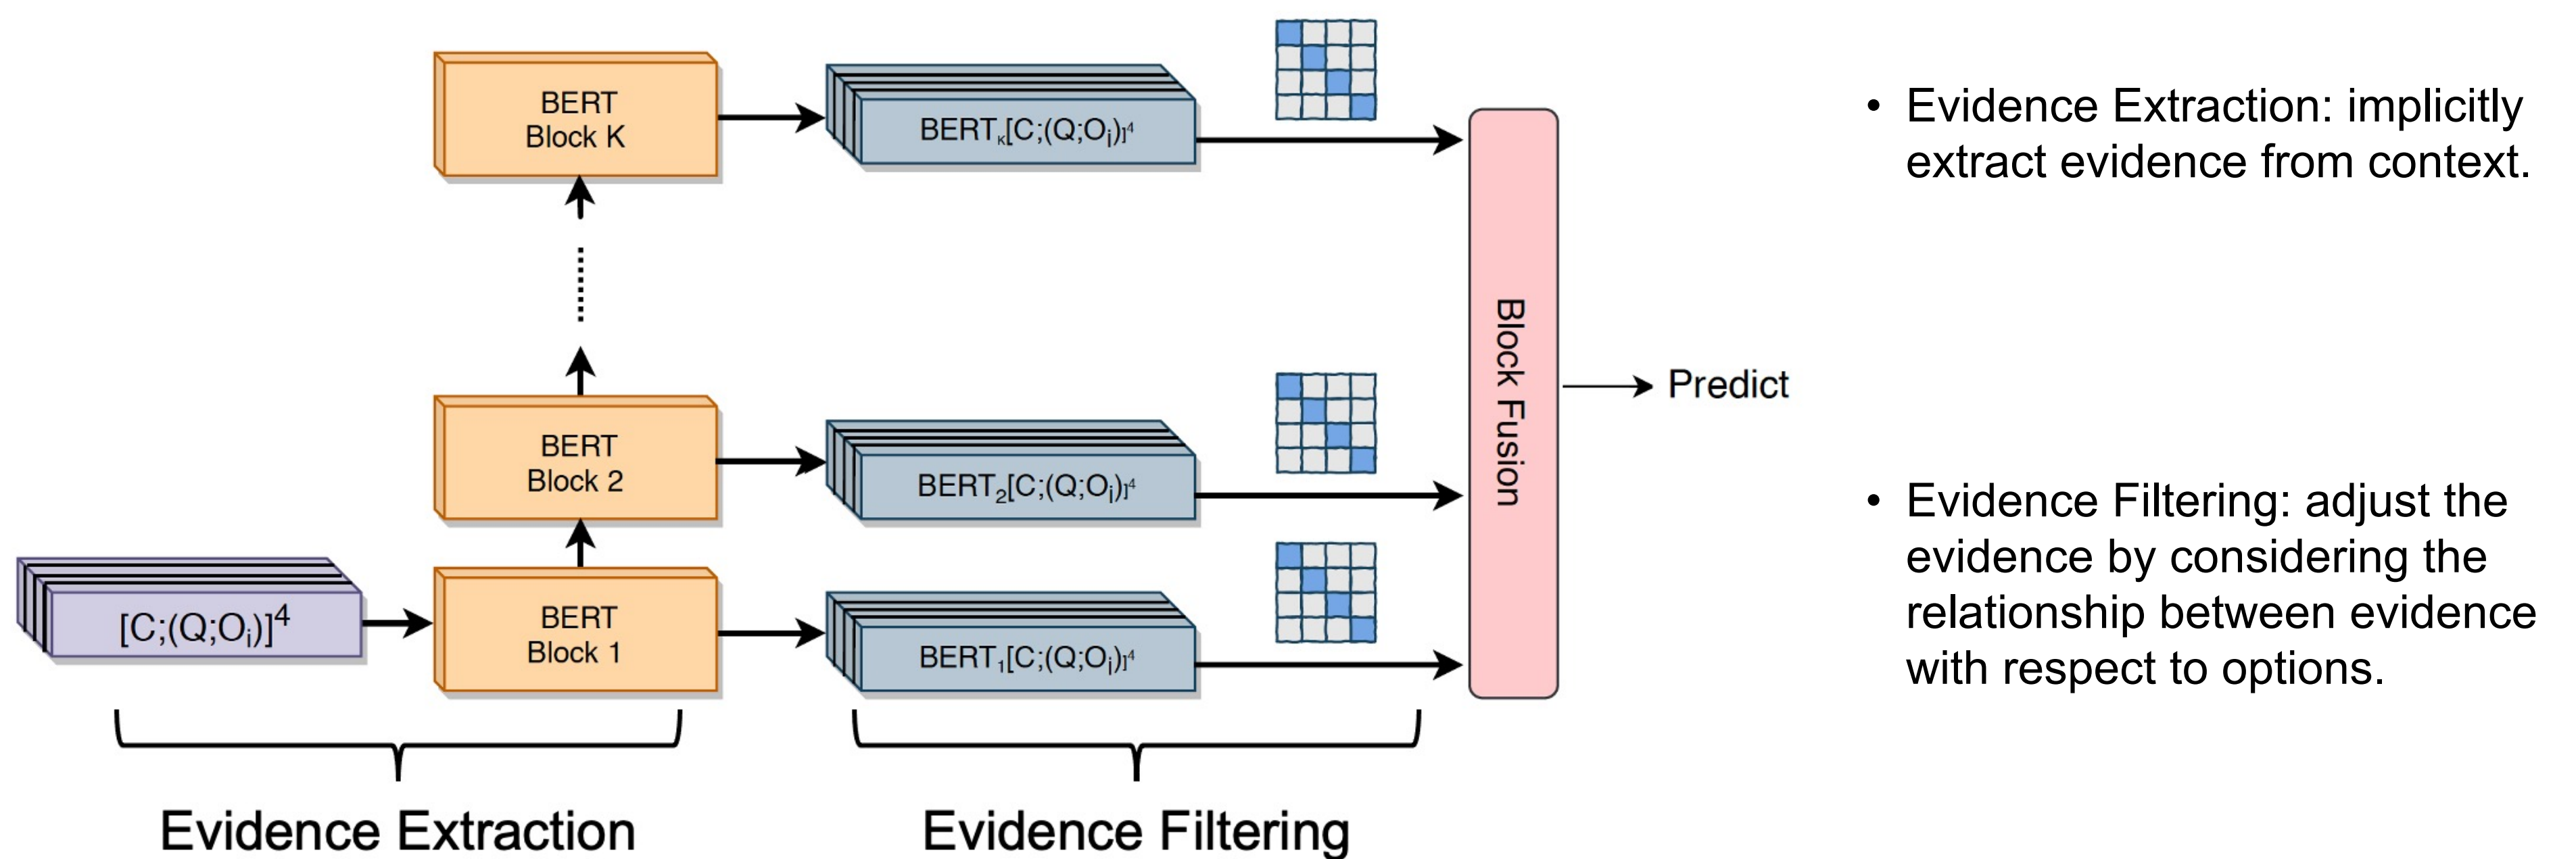 BERT
Block K
BERTₖ[C;(Q;Oᵢ)]⁴
• Evidence Extraction: implicitly
extract evidence from context.
BERT
Block 2
BERT₂[C;(Q;Oᵢ)]⁴
Block Fusion
Predict
[C;(Q;Oᵢ)]⁴
BERT
Block 1
BERT₁[C;(Q;Oᵢ)]⁴
• Evidence Filtering: adjust the
evidence by considering the
relationship between evidence
with respect to options.
Evidence Extraction
Evidence Filtering